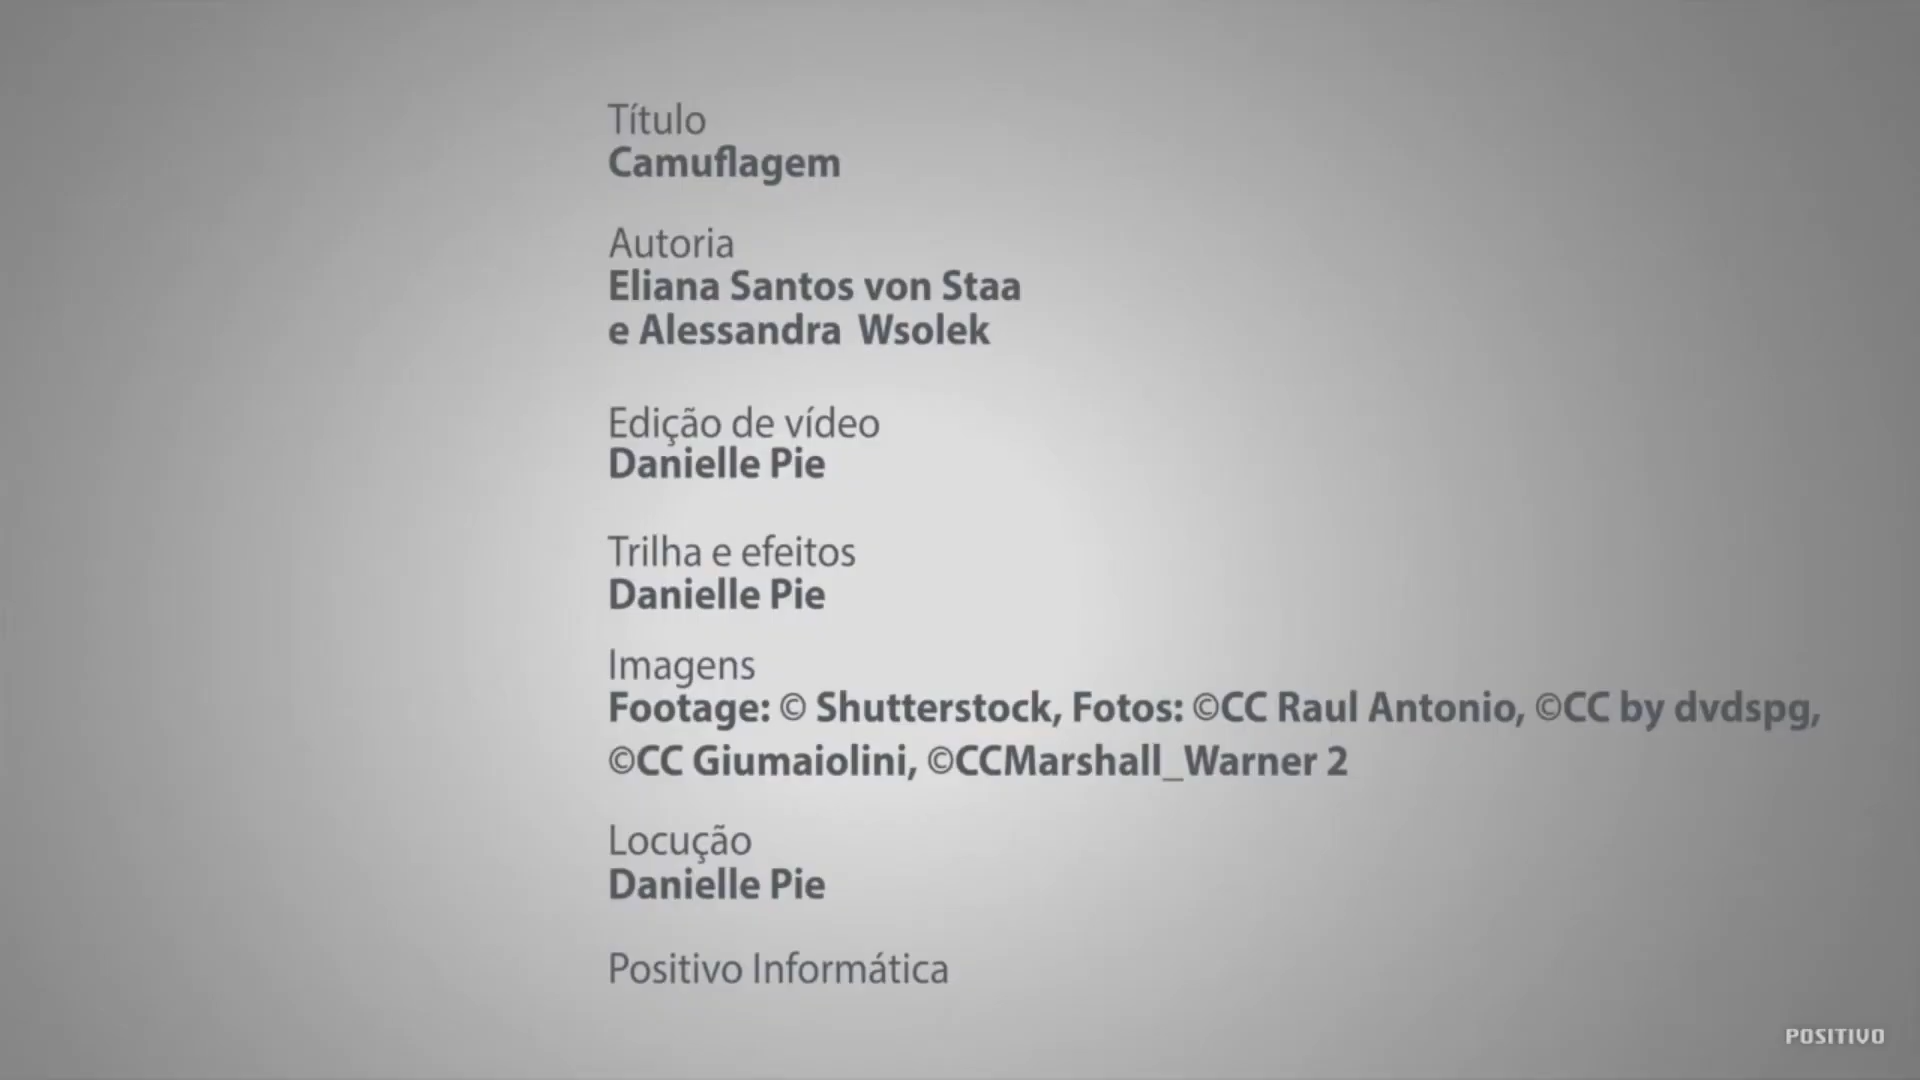 Título
Camuflagem
Autoria
Eliana Santos von Staa
e Alessandra Wsolek
Edição de vídeo
Danielle Pie
Trilha e efeitos
Danielle Pie
Imagens
Footage: © Shutterstock, Fotos: ©CC Raul Antonio, ©CC by dvdspg,
©CC Giumaiolini, ©CCMarshall_Warner 2
Locução
Danielle Pie
Positivo Informática
POSITIVO